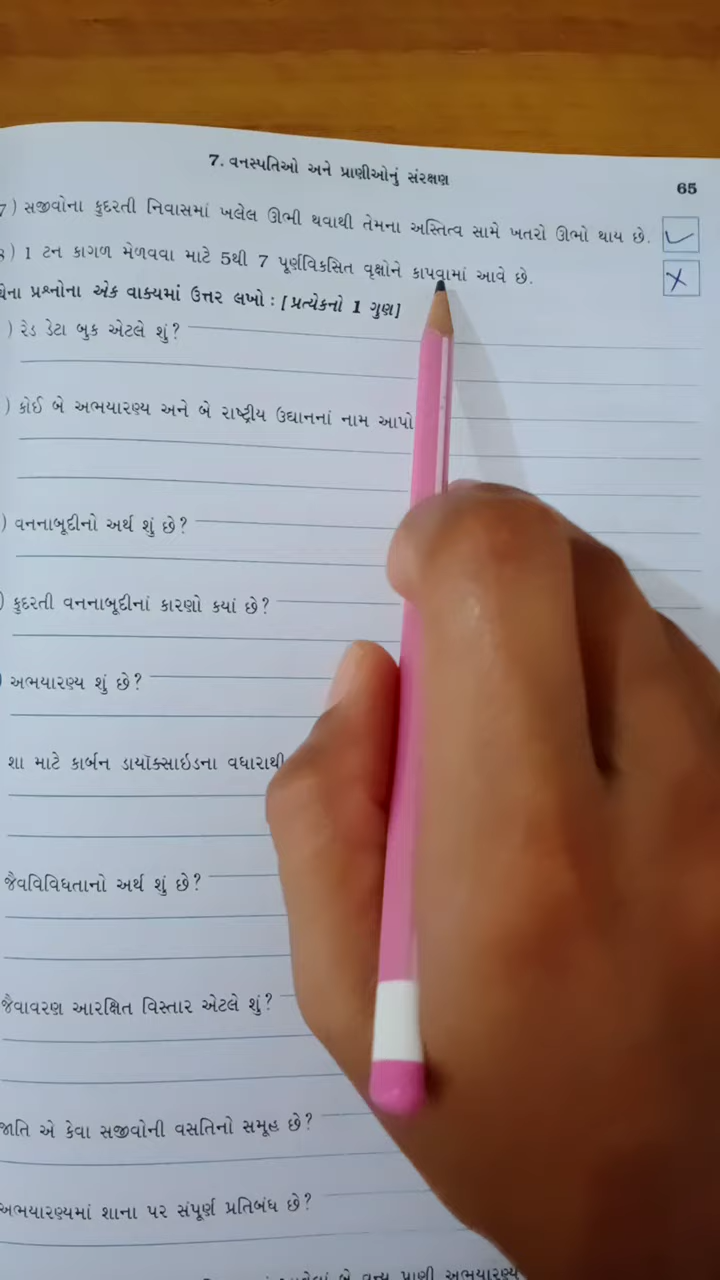 7. વનસ્પતિઓ અને પ્રાણીઓનું સંરક્ષણ
65
7) સજીવોના કુદરતી નિવાસમાં ખલેલ ઊભી થવાથી તેમના અસ્તિત્વ સામે ખતરો ઊભો થાય છે. ✓
) 1 ટન કાગળ મેળવવા માટે 5થી 7 પૂર્ણવિકસિત વૃક્ષોને કાપવામાં આવે છે. ✗
પ્રશ્નોના એક વાક્યમાં ઉત્તર લખો : [પ્રત્યેકનો 1 ગુણ]
) રેડ ડેટા બુક એટલે શું?
) કોઈ બે અભયારણ્ય અને બે રાષ્ટ્રીય ઉદ્યાનનાં નામ આપો
) વનનાબૂદીનો અર્થ શું છે?
) કુદરતી વનનાબૂદીનાં કારણો કયાં છે?
અભયારણ્ય શું છે?
શા માટે કાર્બન ડાયૉક્સાઇડના વધારાથી
જૈવવિવિધતાનો અર્થ શું છે?
જૈવાવરણ આરક્ષિત વિસ્તાર એટલે શું?
જાતિ એ કેવા સજીવોની વસતિનો સમૂહ છે?
અભયારણ્યમાં શાના પર સંપૂર્ણ પ્રતિબંધ છે?
બે વન્ય પ્રાણી અભયારણ્ય